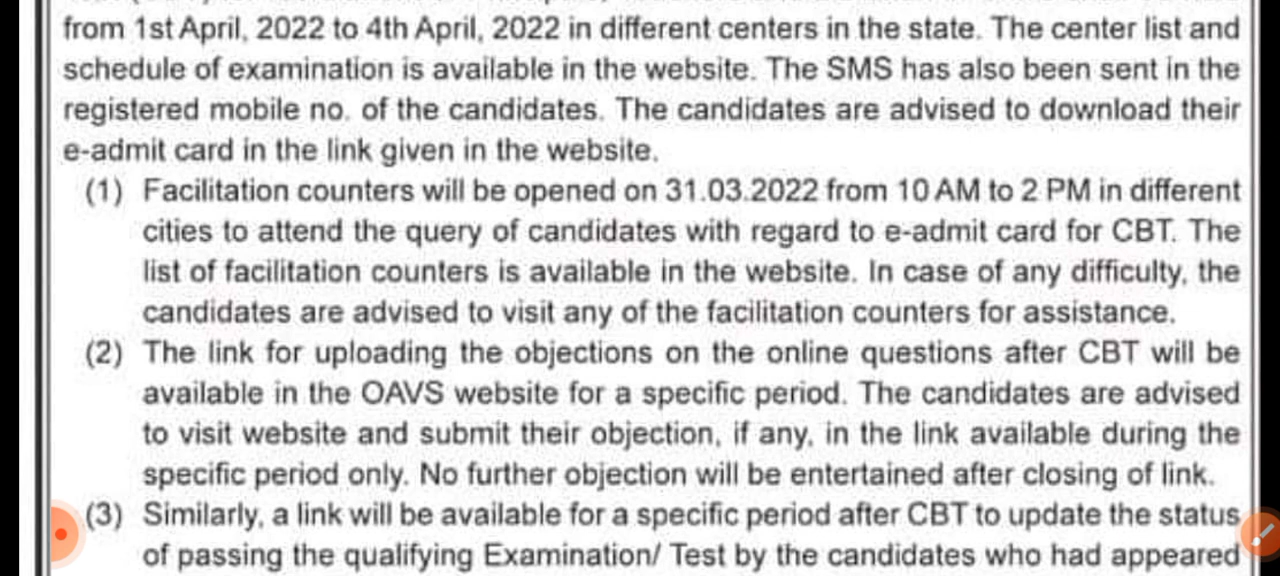 from 1st April, 2022 to 4th April, 2022 in different centers in the state. The center list and
schedule of examination is available in the website. The SMS has also been sent in the
registered mobile no. of the candidates. The candidates are advised to download their
e-admit card in the link given in the website.
(1) Facilitation counters will be opened on 31.03.2022 from 10 AM to 2 PM in different
cities to attend the query of candidates with regard to e-admit card for CBT. The
list of facilitation counters is available in the website. In case of any difficulty, the
candidates are advised to visit any of the facilitation counters for assistance.
(2) The link for uploading the objections on the online questions after CBT will be
available in the OAVS website for a specific period. The candidates are advised
to visit website and submit their objection, if any, in the link available during the
specific period only. No further objection will be entertained after closing of link.
(3) Similarly, a link will be available for a specific period after CBT to update the status
of passing the qualifying Examination/ Test by the candidates who had appeared